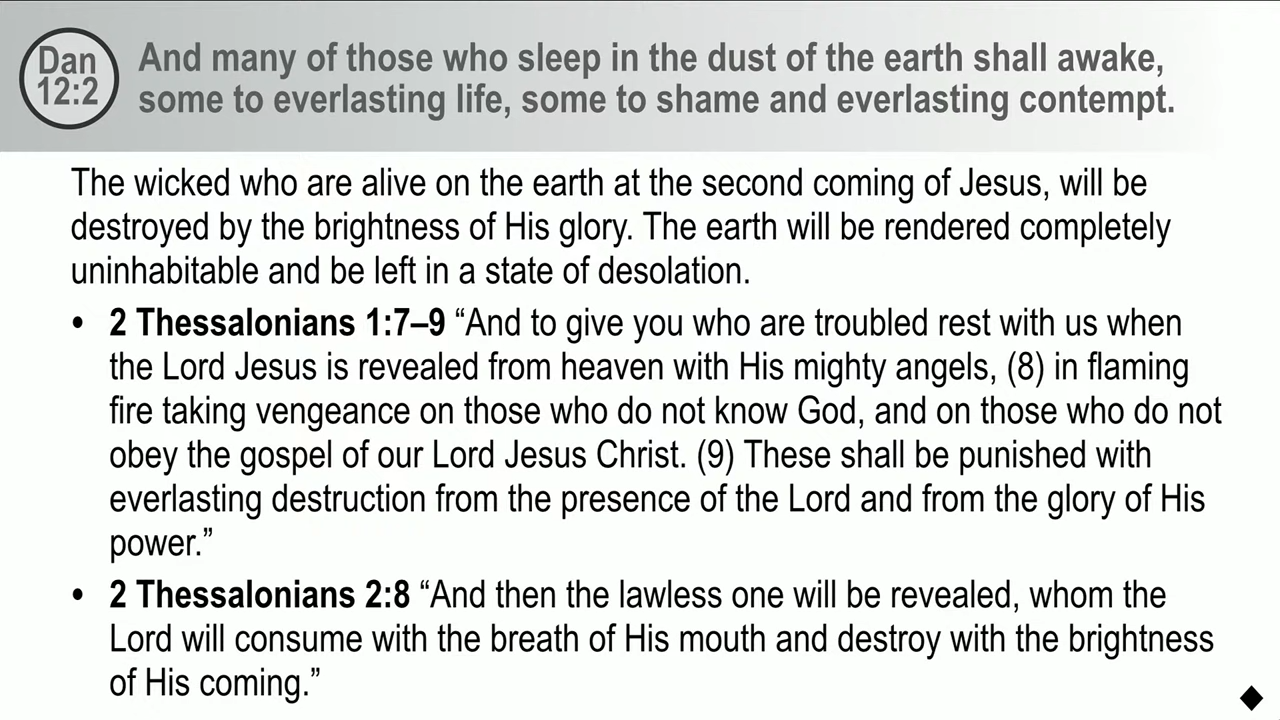 Dan
12:2
And many of those who sleep in the dust of the earth shall awake,
some to everlasting life, some to shame and everlasting contempt.
The wicked who are alive on the earth at the second coming of Jesus, will be
destroyed by the brightness of His glory. The earth will be rendered completely
uninhabitable and be left in a state of desolation.
• 2 Thessalonians 1:7–9 “And to give you who are troubled rest with us when
the Lord Jesus is revealed from heaven with His mighty angels, (8) in flaming
fire taking vengeance on those who do not know God, and on those who do not
obey the gospel of our Lord Jesus Christ. (9) These shall be punished with
everlasting destruction from the presence of the Lord and from the glory of His
power.”
• 2 Thessalonians 2:8 “And then the lawless one will be revealed, whom the
Lord will consume with the breath of His mouth and destroy with the brightness
of His coming.”